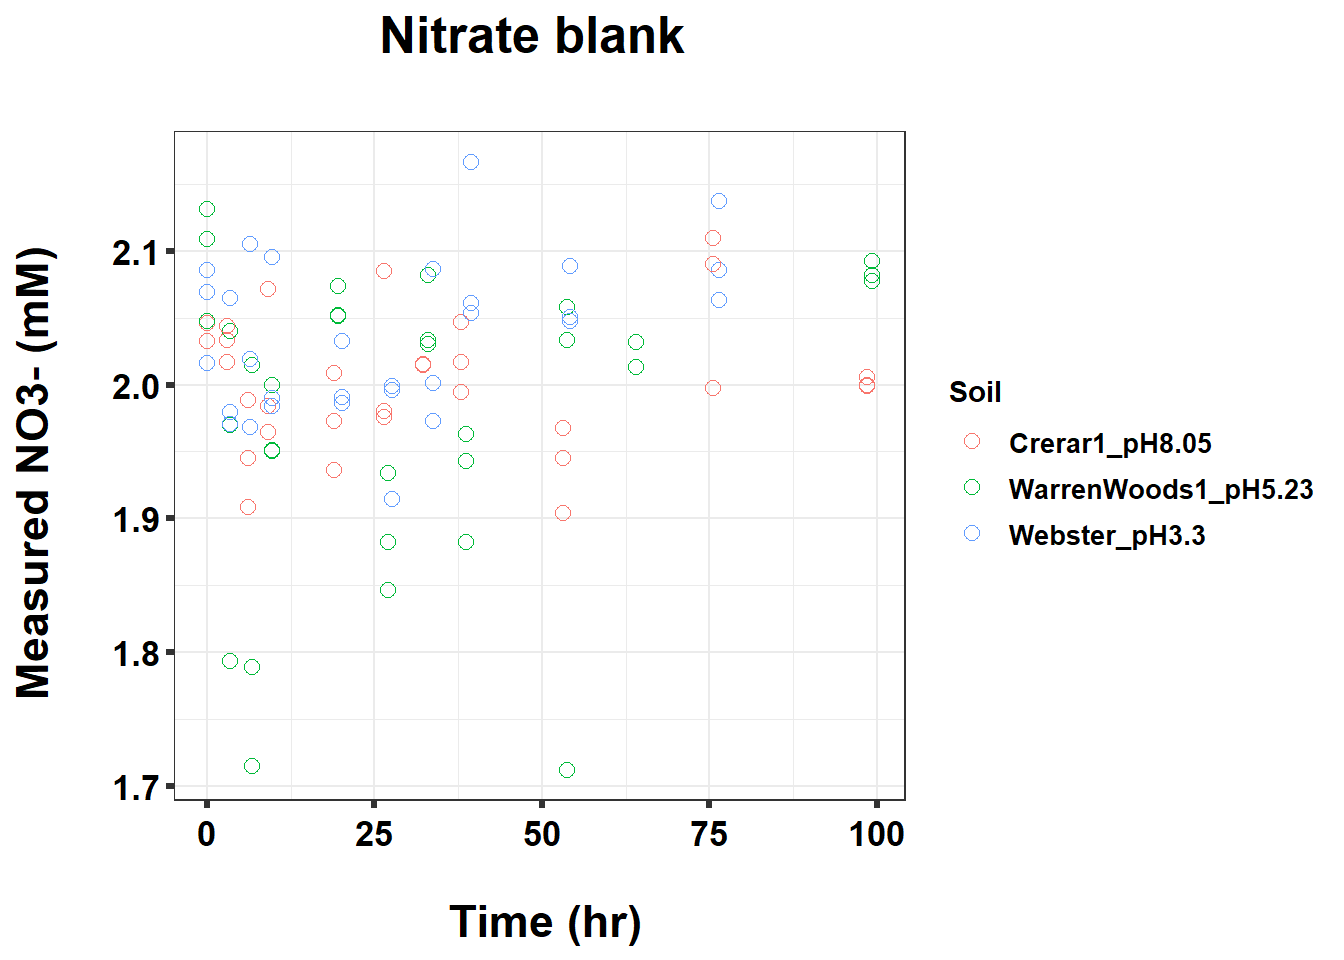 Nitrate blank
Measured NO3- (mM)
2.1
2.0
1.9
1.8
1.7
0 25 50 75 100
Time (hr)
Soil
Crerar1_pH8.05
WarrenWoods1_pH5.23
Webster_pH3.3